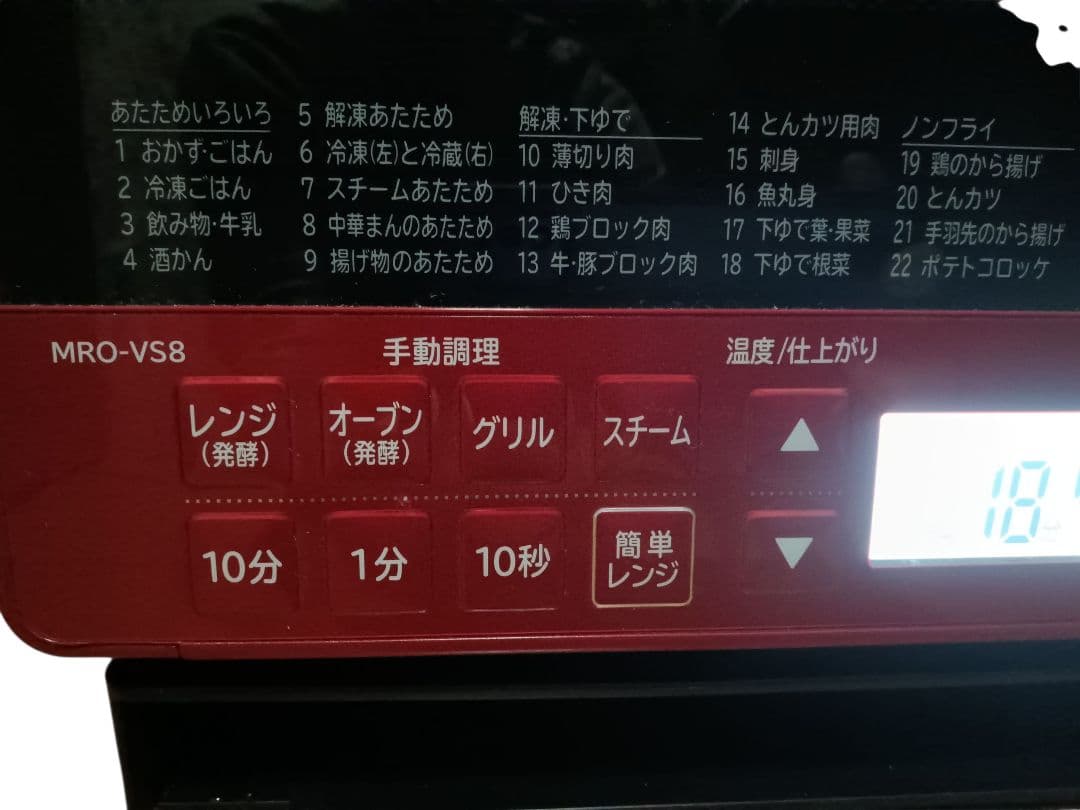 あたためいろいろ
1 おかず·ごはん
2 冷凍ごはん
3 飲み物·牛乳
4 酒かん
5 解凍あたため
6 冷凍(左)と冷蔵(右)
7 スチームあたため
8 中華まんのあたため
9 揚げ物のあたため
解凍·下ゆで
10 薄切り肉
11 ひき肉
12 鶏ブロック肉
13 牛·豚ブロック肉
14 とんカツ用肉
15 刺身
16 魚丸身
17 下ゆで葉·果菜
18 下ゆで根菜
ノンフライ
19 鶏のから揚げ
20 とんカツ
21 手羽先のから揚げ
22 ポテトコロッケ
MRO-VS8
手動調理
温度/仕上がり
レンジ
(発酵)
オーブン
(発酵)
グリル
スチーム
▲
18
10分
1分
10秒
簡単
レンジ
▼